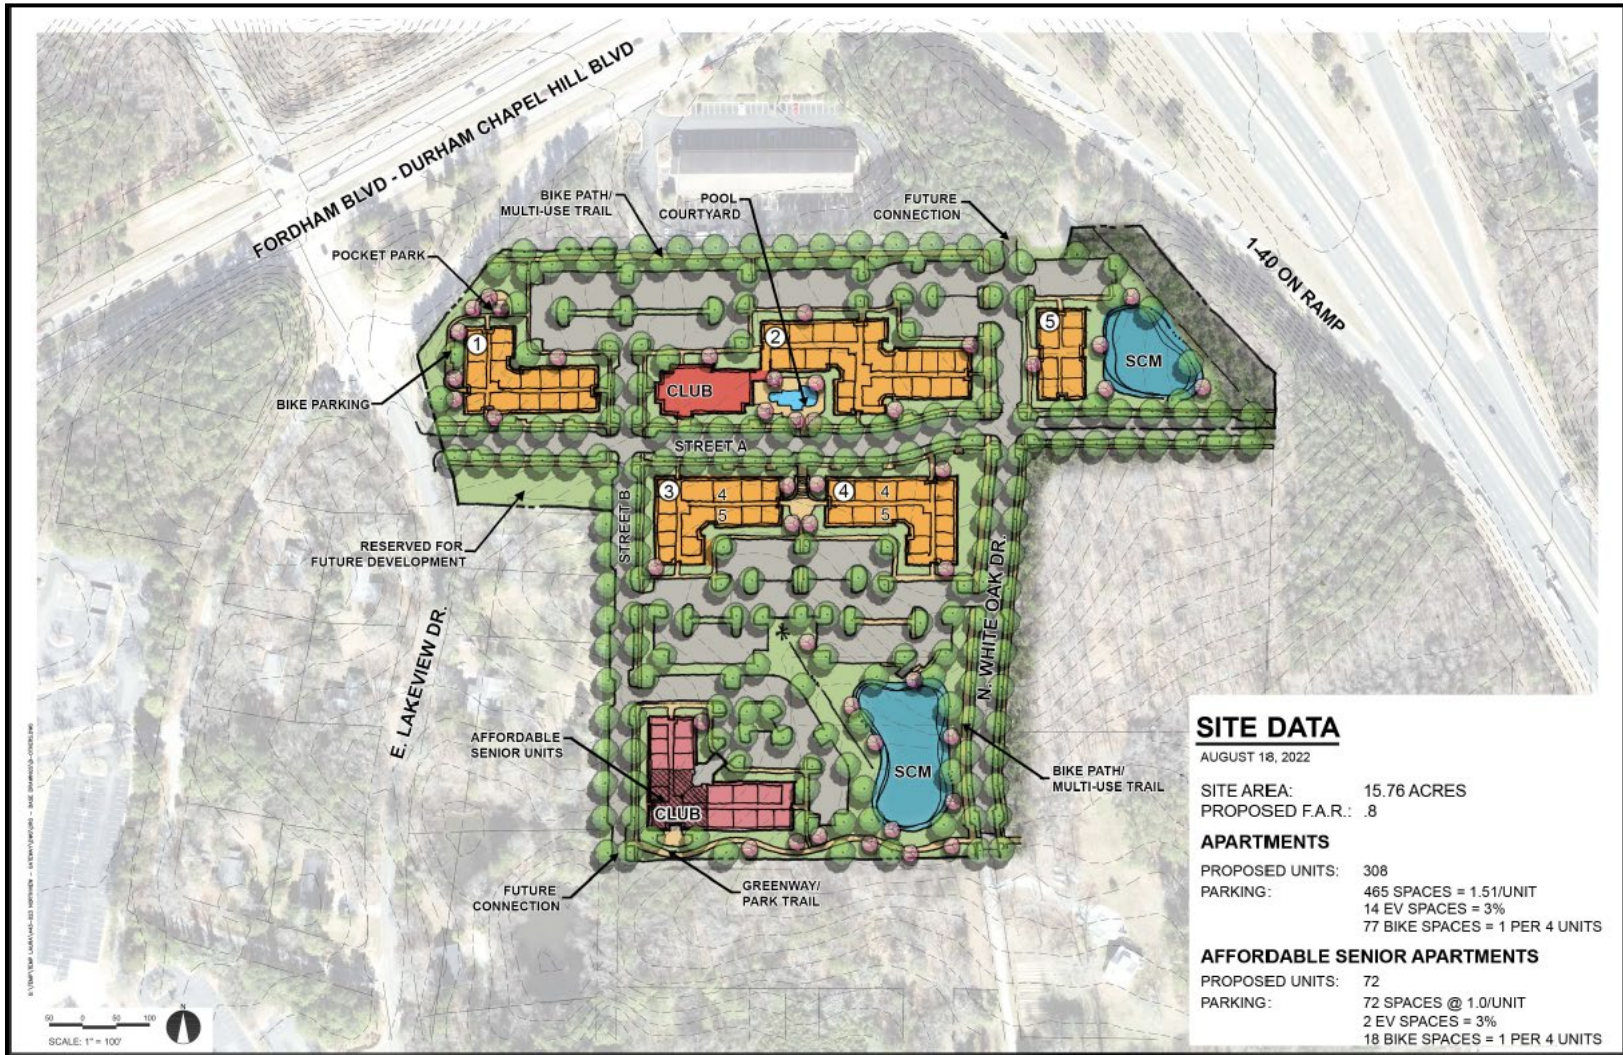 FORDHAM BLVD - DURHAM CHAPEL HILL BLVD
BIKE PATH/
MULTI-USE TRAIL
POOL
COURTYARD
FUTURE
CONNECTION
POCKET PARK
1-40 ON RAMP
1
2
5
SCM
CLUB
BIKE PARKING
STREET A
3
4
5
4
4
5
STREET B
RESERVED FOR
FUTURE DEVELOPMENT
N. WHITE OAK DR.
E. LAKEVIEW DR.
AFFORDABLE
SENIOR UNITS
CLUB
SCM
BIKE PATH/
MULTI-USE TRAIL
FUTURE
CONNECTION
GREENWAY/
PARK TRAIL
SITE DATA
AUGUST 18, 2022
SITE AREA: 15.76 ACRES
PROPOSED F.A.R.: .8
APARTMENTS
PROPOSED UNITS: 308
PARKING: 465 SPACES = 1.51/UNIT
14 EV SPACES = 3%
77 BIKE SPACES = 1 PER 4 UNITS
AFFORDABLE SENIOR APARTMENTS
PROPOSED UNITS: 72
PARKING: 72 SPACES @ 1.0/UNIT
2 EV SPACES = 3%
18 BIKE SPACES = 1 PER 4 UNITS
50 0 50 100
SCALE: 1" = 100'
N